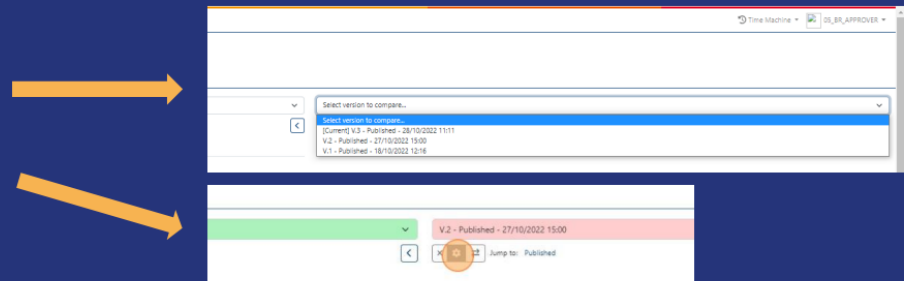 Time Machine
05_BR_APPROVER
Select version to compare...
Select version to compare...
[Current] V.3 - Published - 28/10/2022 11:11
V.2 - Published - 27/10/2022 15:00
V.1 - Published - 18/10/2022 12:16
V.2 - Published - 27/10/2022 15:00
Jump to: Published